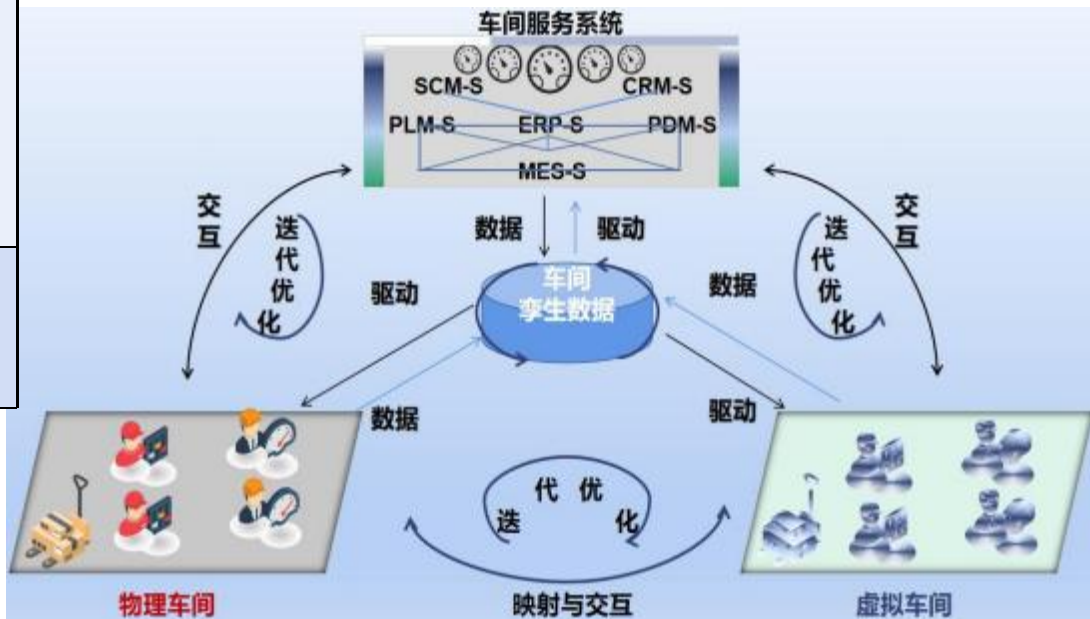 车间服务系统
SCM-S
CRM-S
PLM-S
ERP-S
PDM-S
MES-S
交互
迭代优化
数据
驱动
交互
迭代优化
车间
孪生数据
驱动
数据
数据
驱动
迭代优化
物理车间
映射与交互
虚拟车间